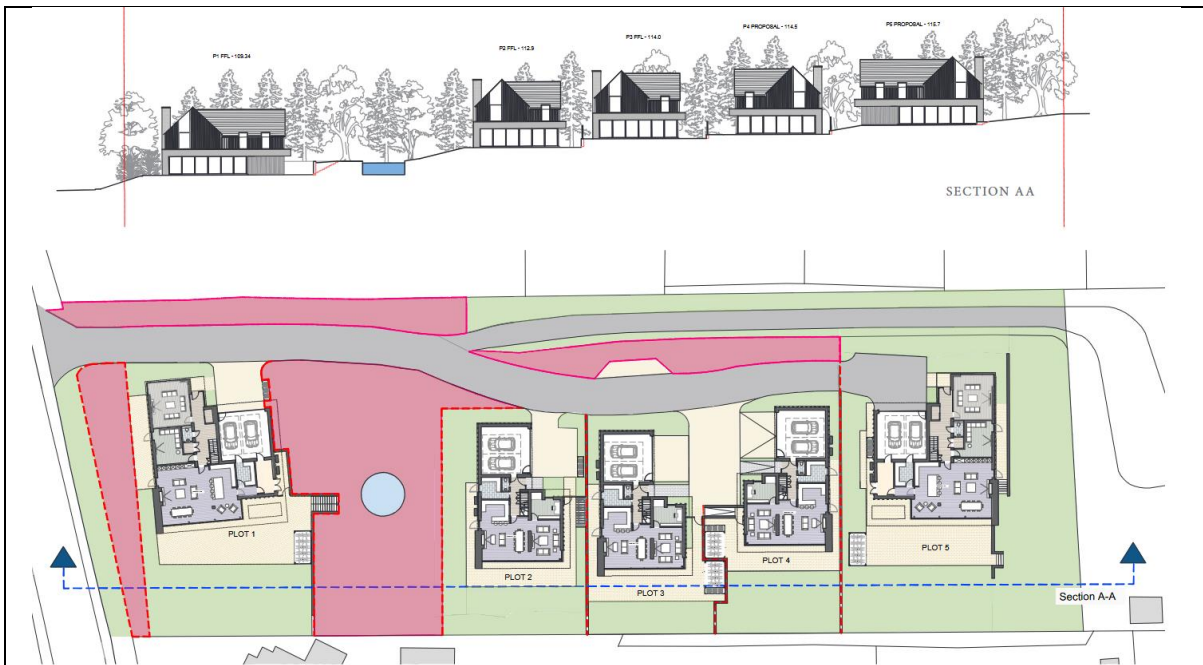 P1 FFL - 109.34
P2 FFL - 112.9
P3 FFL - 114.0
P4 PROPOSAL - 114.5
P5 PROPOSAL - 115.7
SECTION AA
PLOT 1
PLOT 2
PLOT 3
PLOT 4
PLOT 5
Section A-A